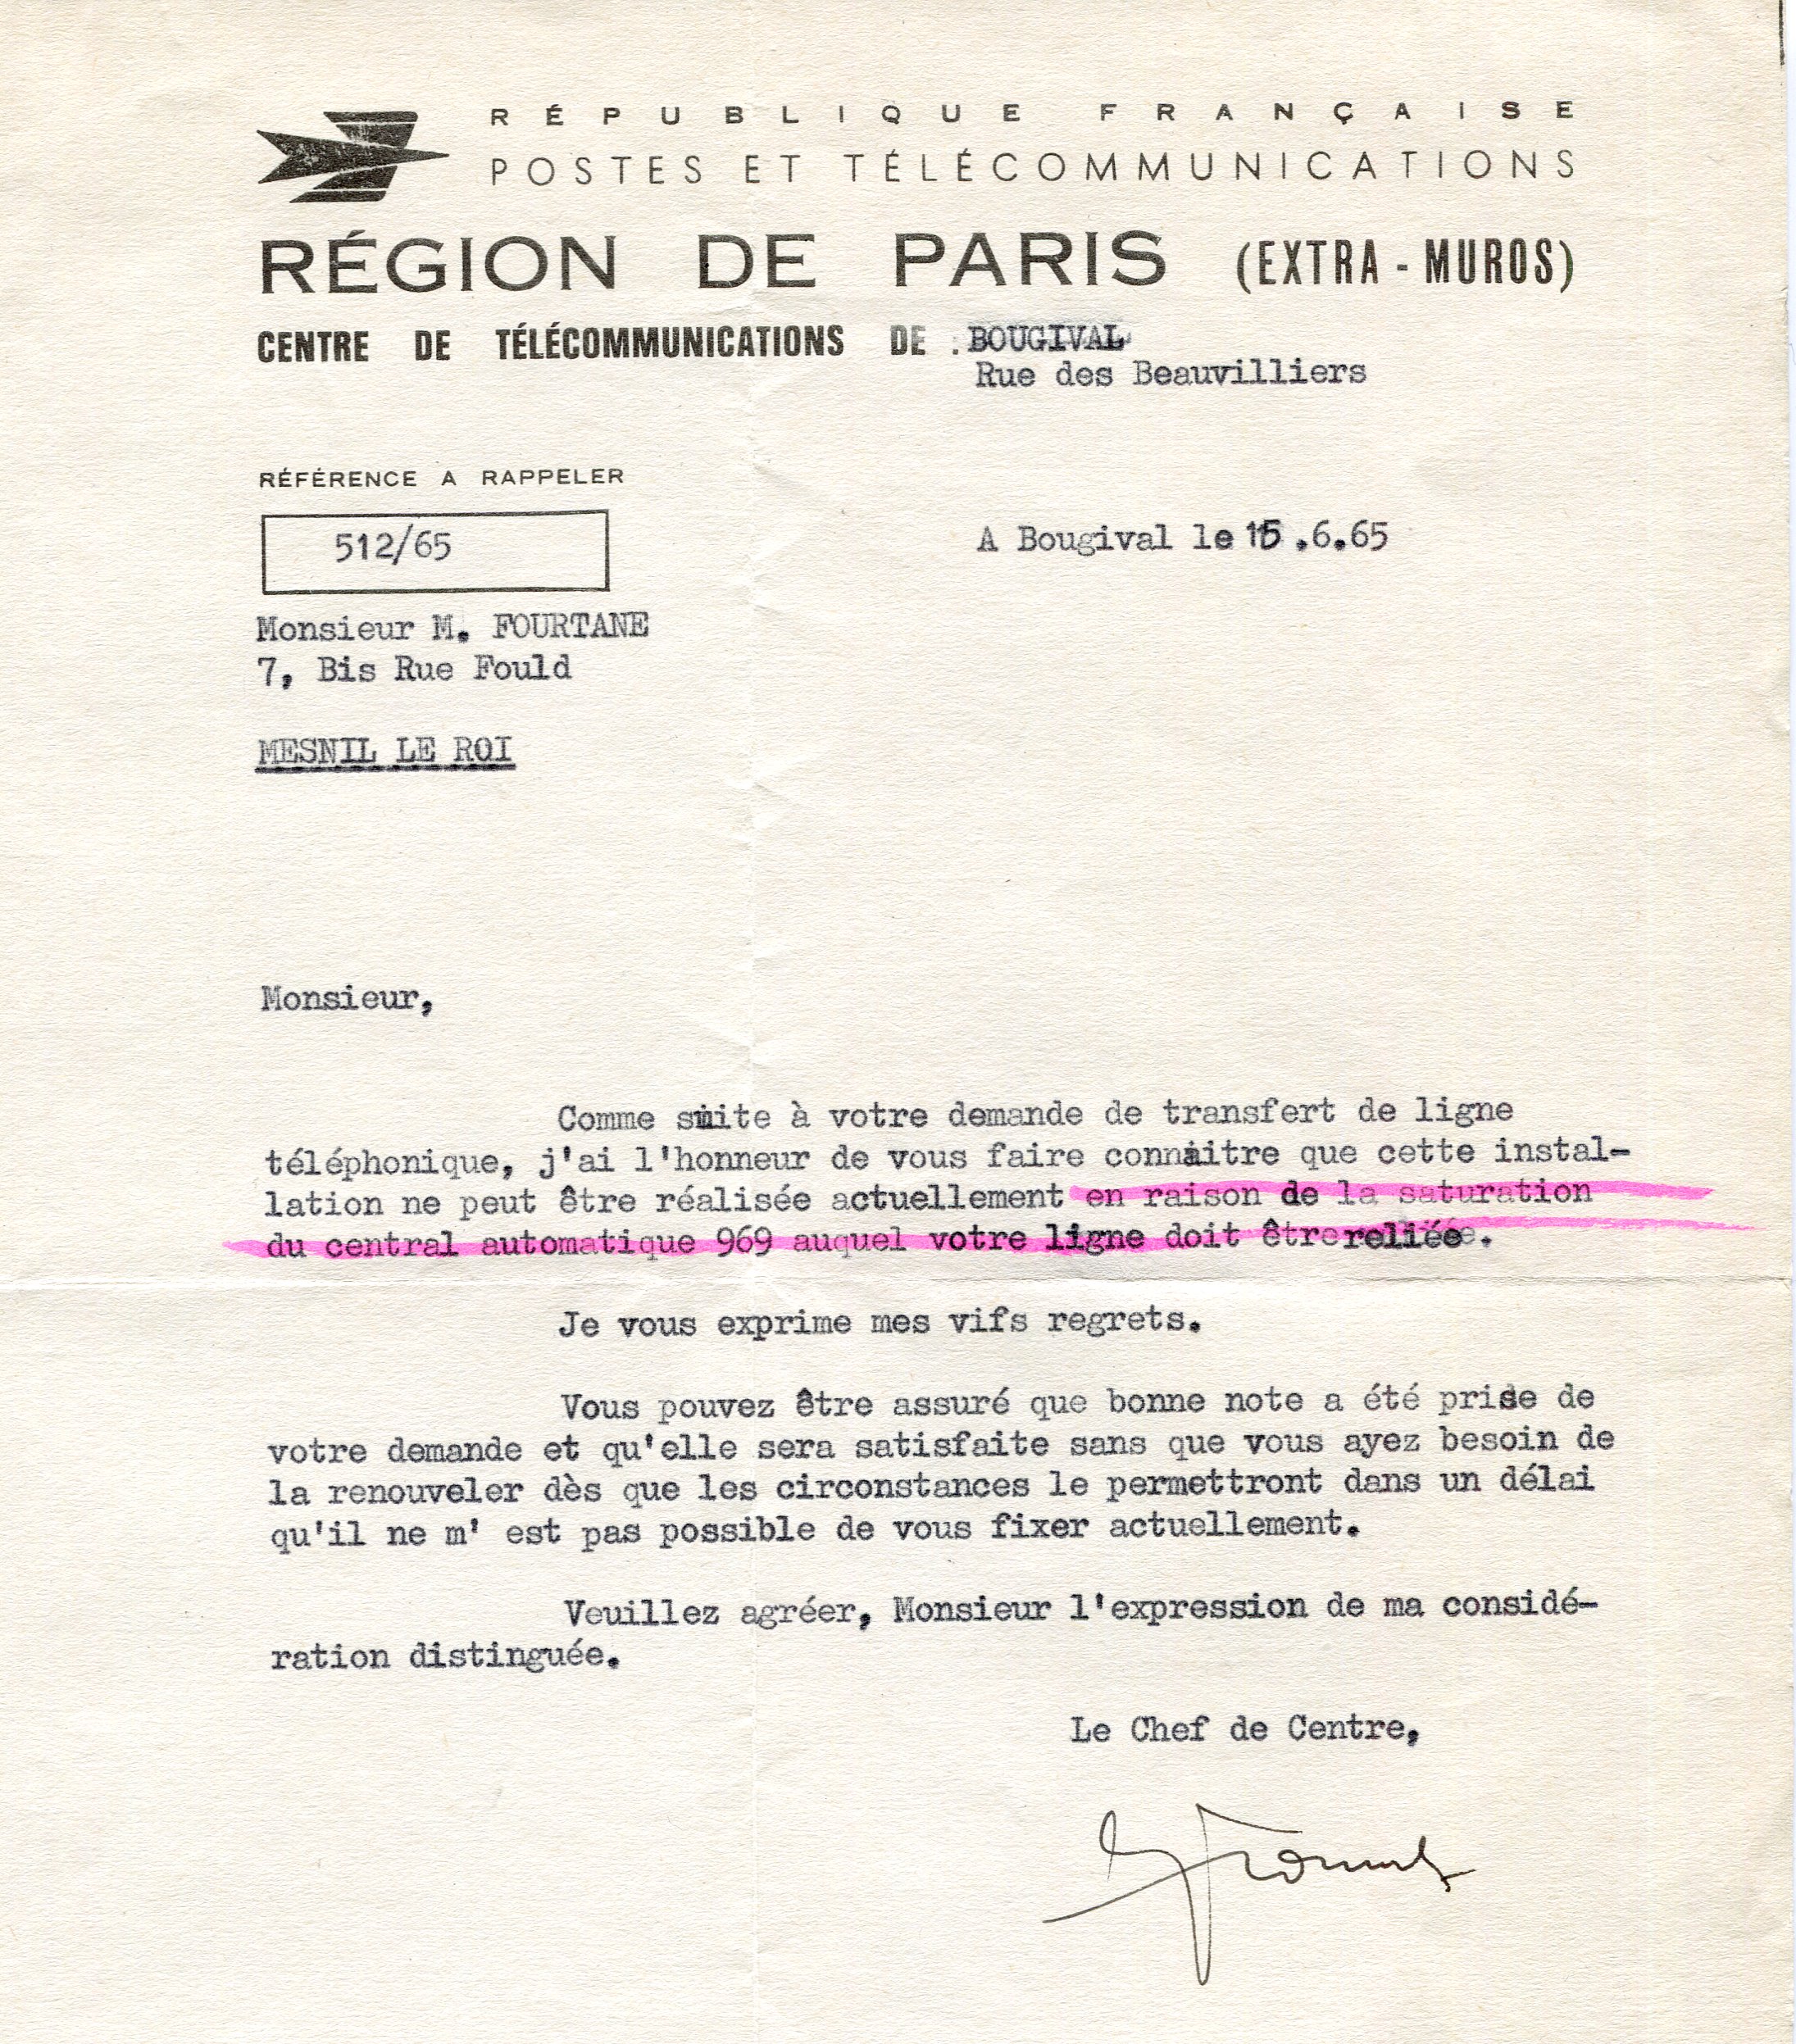 RÉPUBLIQUE FRANÇAISE
POSTES ET TÉLÉCOMMUNICATIONS
RÉGION DE PARIS (EXTRA-MUROS)
CENTRE DE TÉLÉCOMMUNICATIONS DE . BOUGIVAL
Rue des Beauvilliers
RÉFÉRENCE A RAPPELER
512/65
A Bougival le 15 .6.65
Monsieur M. FOURTANE
7, Bis Rue Fould
MESNIL LE ROI
Monsieur,
Comme suite à votre demande de transfert de ligne
téléphonique, j'ai l'honneur de vous faire connaitre que cette instal-
lation ne peut être réalisée actuellement en raison de la saturation
du central automatique 969 auquel votre ligne doit être reliée.
Je vous exprime mes vifs regrets.
Vous pouvez être assuré que bonne note a été prise de
votre demande et qu'elle sera satisfaite sans que vous ayez besoin de
la renouveler dès que les circonstances le permettront dans un délai
qu'il ne m' est pas possible de vous fixer actuellement.
Veuillez agréer, Monsieur l'expression de ma considé-
ration distinguée.
Le Chef de Centre,